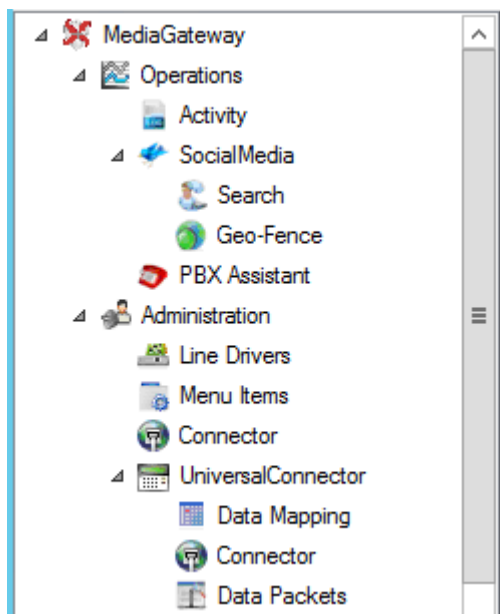 MediaGateway
Operations
Activity
SocialMedia
Search
Geo-Fence
PBX Assistant
Administration
Line Drivers
Menu Items
Connector
UniversalConnector
Data Mapping
Connector
Data Packets